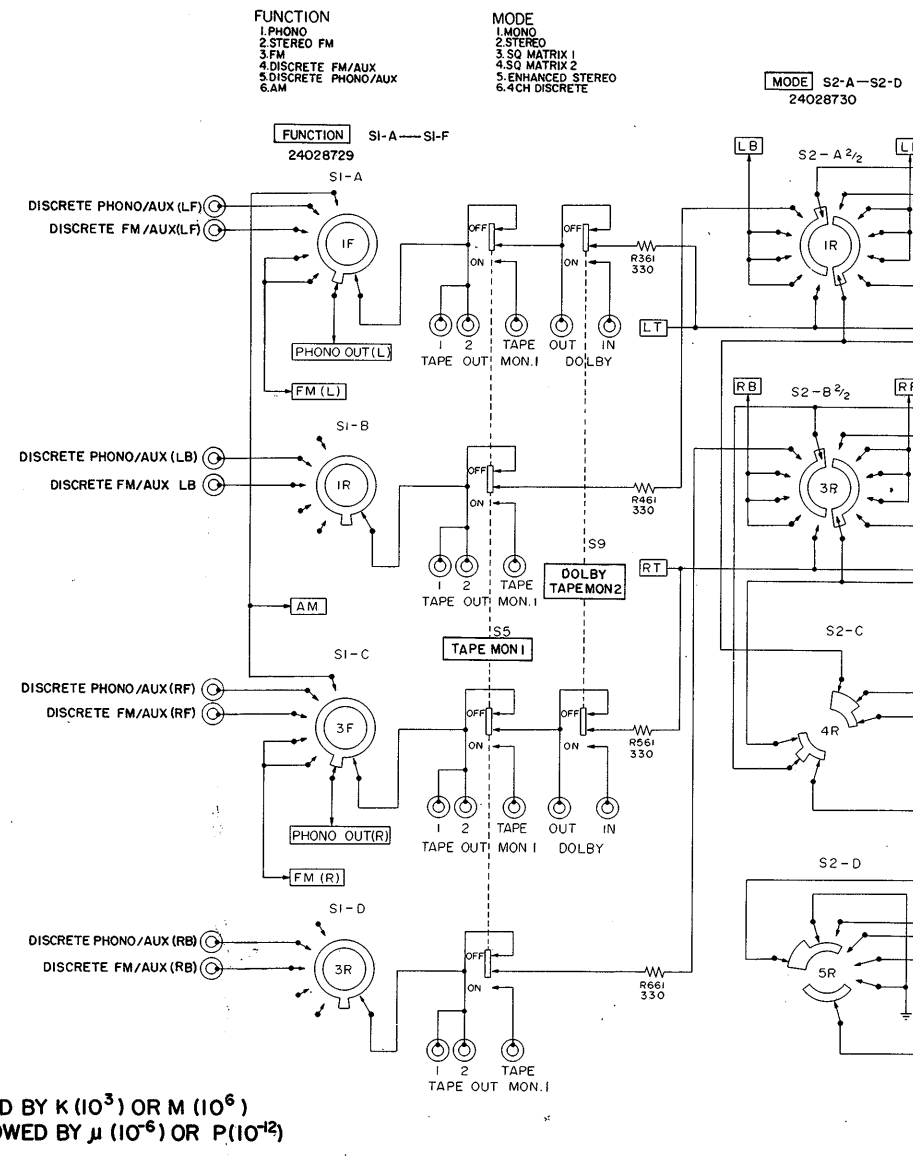 FUNCTION
1.PHONO
2.STEREO FM
3.FM
4.DISCRETE FM/AUX
5.DISCRETE PHONO/AUX
6.AM
MODE
1.MONO
2.STEREO
3.SQ MATRIX 1
4.SQ MATRIX 2
5.ENHANCED STEREO
6.4CH DISCRETE
MODE S2-A—S2-D
24028730
FUNCTION S1-A—S1-F
24028729
S1-A
LB
S2-A 2/2
DISCRETE PHONO/AUX (LF)
DISCRETE FM/AUX(LF)
1F
OFF
ON
OFF
ON
R361
330
1R
1
2
TAPE OUT
TAPE
MON.1
OUT
IN
DOLBY
LT
PHONO OUT(L)
FM(L)
RB
S2-B 2/2
S1-B
DISCRETE PHONO/AUX (LB)
DISCRETE FM/AUX LB
1R
OFF
ON
R461
330
3R
S9
DOLBY
TAPEMON2
RT
1
2
TAPE
TAPE OUT MON.1
AM
S5
TAPE MON1
S2-C
S1-C
DISCRETE PHONO/AUX(RF)
DISCRETE FM/AUX (RF)
3F
OFF
ON
OFF
ON
R561
330
4R
1
2
TAPE
OUT
IN
TAPE OUT MON 1
DOLBY
PHONO OUT(R)
FM (R)
S2-D
S1-D
DISCRETE PHONO/AUX (RB)
DISCRETE FM/AUX (RB)
3R
OFF
ON
R661
330
5R
1
2
TAPE
TAPE OUT MON.1
D BY K (10³) OR M (10⁶)
OWED BY µ (10⁻⁶) OR P(10⁻¹²)